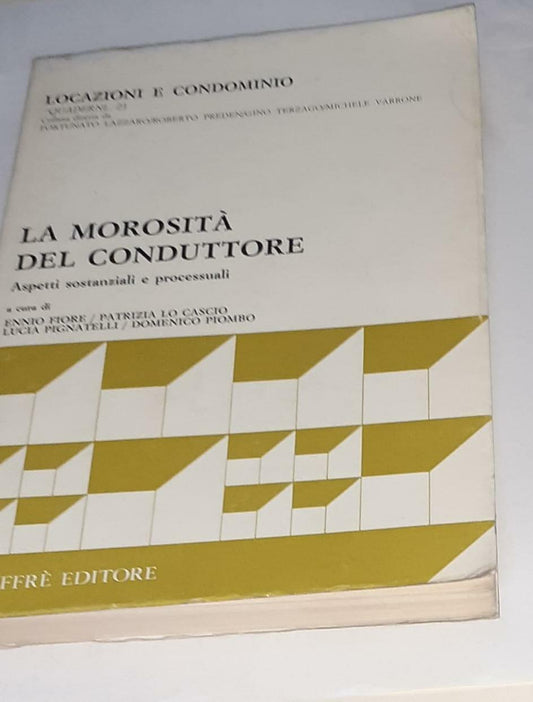 LOCAZIONI E CONDOMINIO
QUADERNI, 21
Collana diretta da
FORTUNATO LAZZARO/ROBERTO PREDEN/GINO TERZAGO/MICHELE VARRONE
LA MOROSITÀ
DEL CONDUTTORE
Aspetti sostanziali e processuali
a cura di
ENNIO FIORE / PATRIZIA LO CASCIO
LUCIA PIGNATELLI / DOMENICO PIOMBO
FFRÈ EDITORE